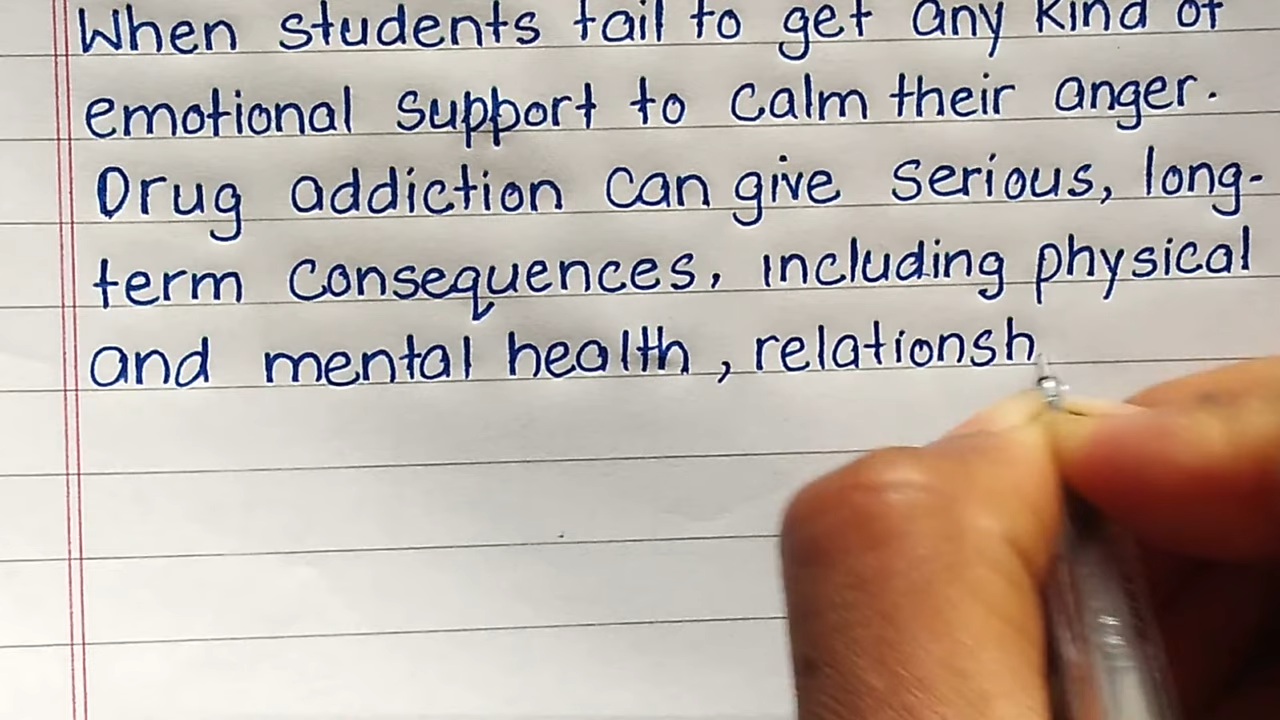 When students fail to get any kind of
emotional support to calm their anger.
Drug addiction can give serious, long-
term consequences, including physical
and mental health, relationsh